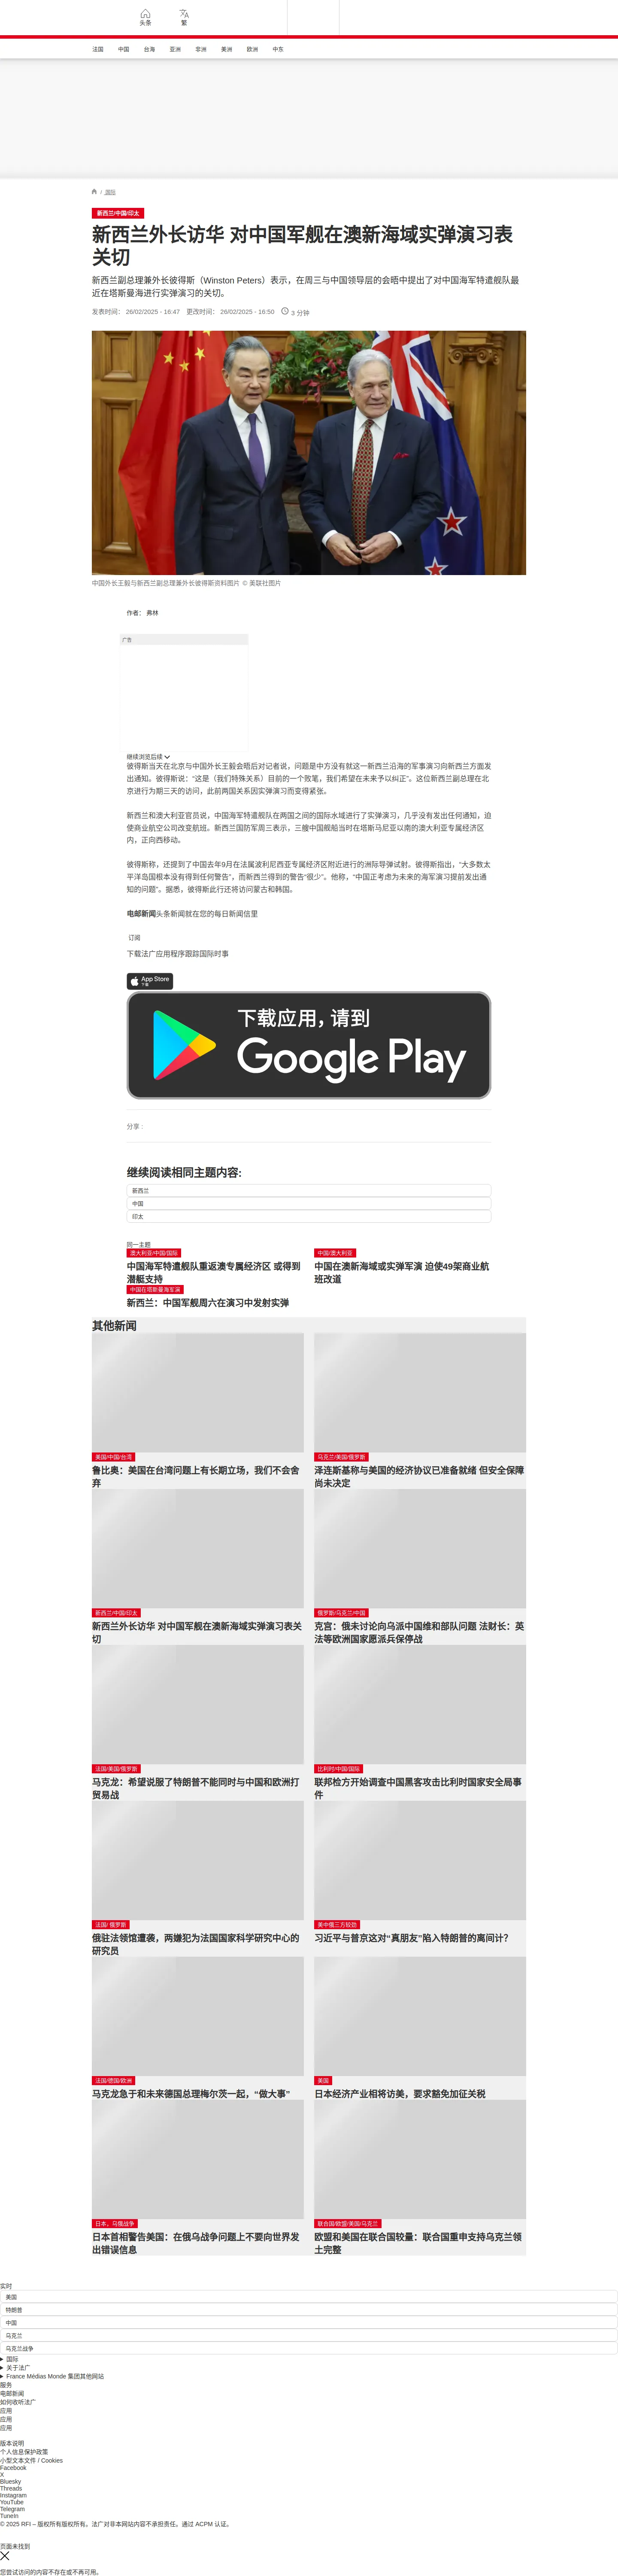 头条
繁
法国
中国
台海
亚洲
非洲
美洲
欧洲
中东
/ 国际
新西兰/中国/印太
新西兰外长访华 对中国军舰在澳新海域实弹演习表
关切
新西兰副总理兼外长彼得斯（Winston Peters）表示，在周三与中国领导层的会晤中提出了对中国海军特遣舰队最
近在塔斯曼海进行实弹演习的关切。
发表时间： 26/02/2025 - 16:47 更改时间： 26/02/2025 - 16:50 3 分钟
中国外长王毅与新西兰副总理兼外长彼得斯资料图片 © 美联社图片
作者： 弗林
广告
继续浏览后续
彼得斯当天在北京与中国外长王毅会晤后对记者说，问题是中方没有就这一新西兰沿海的军事演习向新西兰方面发
出通知。彼得斯说：“这是（我们特殊关系）目前的一个败笔，我们希望在未来予以纠正”。这位新西兰副总理在北
京进行为期三天的访问，此前两国关系因实弹演习而变得紧张。
新西兰和澳大利亚官员说，中国海军特遣舰队在两国之间的国际水域进行了实弹演习，几乎没有发出任何通知，迫
使商业航空公司改变航班。新西兰国防军周三表示，三艘中国舰船当时在塔斯马尼亚以南的澳大利亚专属经济区
内，正向西移动。
彼得斯称，还提到了中国去年9月在法属波利尼西亚专属经济区附近进行的洲际导弹试射。彼得斯指出，“大多数太
平洋岛国根本没有得到任何警告”，而新西兰得到的警告“很少”。他称，“中国正考虑为未来的海军演习提前发出通
知的问题”。据悉，彼得斯此行还将访问蒙古和韩国。
电邮新闻头条新闻就在您的每日新闻信里
订阅
下载法广应用程序跟踪国际时事
App Store
下载
下载应用，请到
Google Play
分享 :
继续阅读相同主题内容:
新西兰
中国
印太
同一主题
澳大利亚/中国/国际
中国海军特遣舰队重返澳专属经济区 或得到
潜艇支持
中国/澳大利亚
中国在澳新海域或实弹军演 迫使49架商业航
班改道
中国在塔斯曼海军演
新西兰：中国军舰周六在演习中发射实弹
其他新闻
美国/中国/台湾
鲁比奥：美国在台湾问题上有长期立场，我们不会舍
弃
乌克兰/美国/俄罗斯
泽连斯基称与美国的经济协议已准备就绪 但安全保障
尚未决定
新西兰/中国/印太
新西兰外长访华 对中国军舰在澳新海域实弹演习表关
切
俄罗斯/乌克兰/中国
克宫：俄未讨论向乌派中国维和部队问题 法财长：英
法等欧洲国家愿派兵保停战
法国/美国/俄罗斯
马克龙：希望说服了特朗普不能同时与中国和欧洲打
贸易战
比利时/中国/国际
联邦检方开始调查中国黑客攻击比利时国家安全局事
件
法国/ 俄罗斯
俄驻法领馆遭袭，两嫌犯为法国国家科学研究中心的
研究员
美中俄三方较劲
习近平与普京这对“真朋友”陷入特朗普的离间计？
法国/德国/欧洲
马克龙急于和未来德国总理梅尔茨一起，“做大事”
美国
日本经济产业相将访美，要求豁免加征关税
日本，乌俄战争
日本首相警告美国：在俄乌战争问题上不要向世界发
出错误信息
联合国/欧盟/美国/乌克兰
欧盟和美国在联合国较量：联合国重申支持乌克兰领
土完整
实时
美国
特朗普
中国
乌克兰
乌克兰战争
国际
关于法广
France Médias Monde 集团其他网站
服务
电邮新闻
如何收听法广
应用
应用
应用
版本说明
个人信息保护政策
小型文本文件 / Cookies
Facebook
X
Bluesky
Threads
Instagram
YouTube
Telegram
TuneIn
© 2025 RFI – 版权所有版权所有。法广对非本网站内容不承担责任。通过 ACPM 认证。
页面未找到
您尝试访问的内容不存在或不再可用。